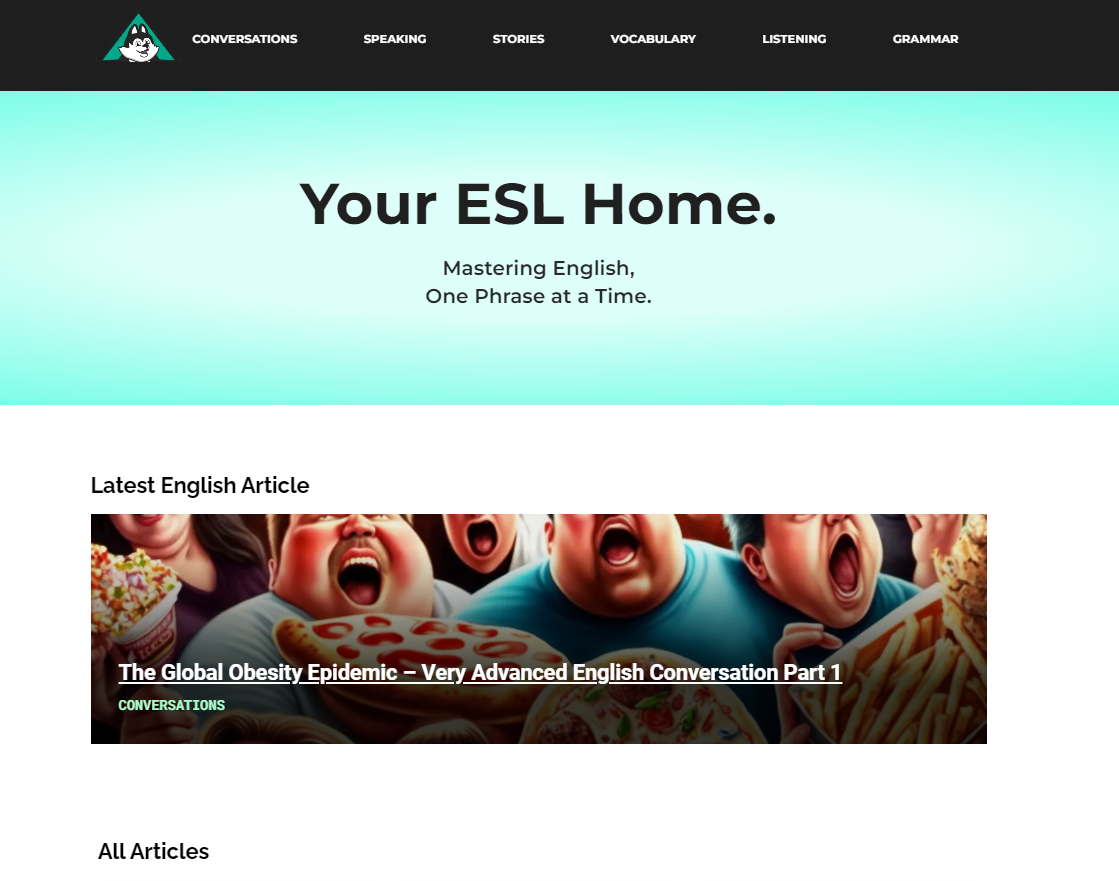 CONVERSATIONS SPEAKING STORIES VOCABULARY LISTENING GRAMMAR
Your ESL Home.
Mastering English,
One Phrase at a Time.
Latest English Article
The Global Obesity Epidemic – Very Advanced English Conversation Part 1
CONVERSATIONS
All Articles